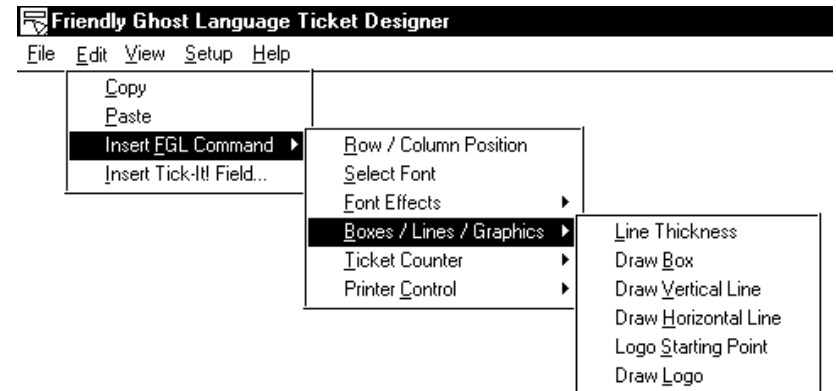 Friendly Ghost Language Ticket Designer
File Edit View Setup Help
Copy
Paste
Insert FGL Command
Insert Tick-It! Field...
Row / Column Position
Select Font
Font Effects
Boxes / Lines / Graphics
Ticket Counter
Printer Control
Line Thickness
Draw Box
Draw Vertical Line
Draw Horizontal Line
Logo Starting Point
Draw Logo